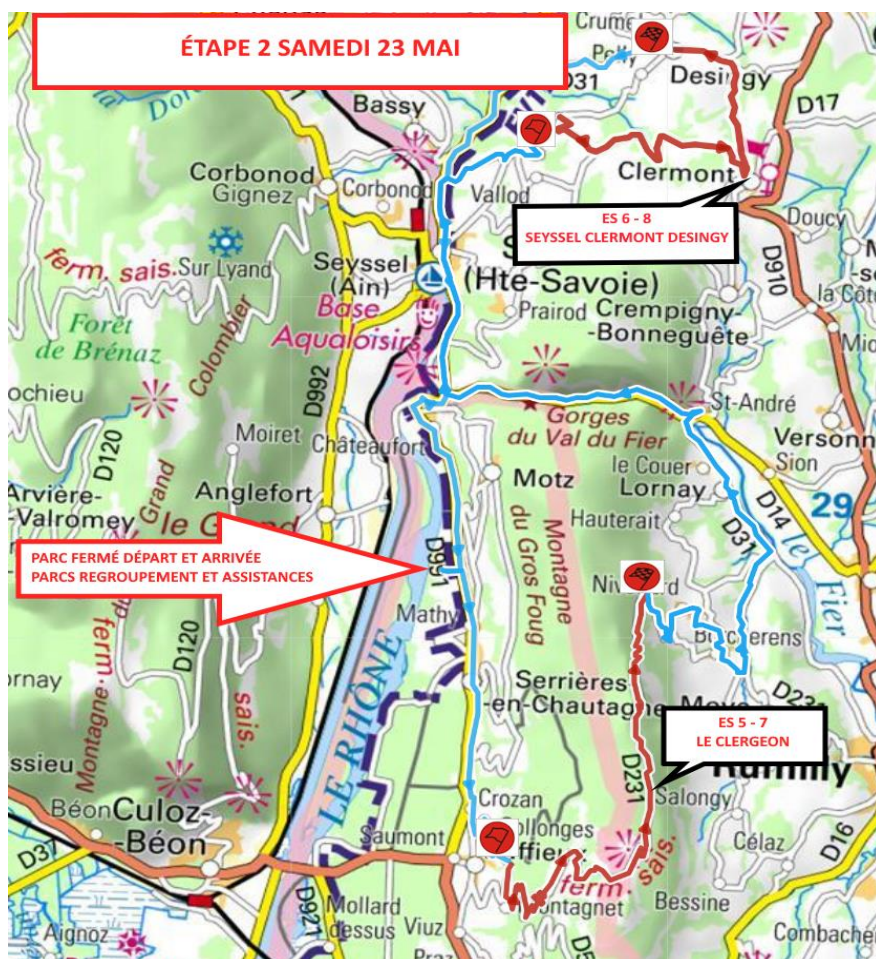 ÉTAPE 2 SAMEDI 23 MAI
D31
Desingy
Bassy
D17
Corbonod
Gignez
Corbonod
Vallod
Clermont
ES 6 - 8
SEYSSEL CLERMONT DESINGY
Doucy
ferm. sais.
Sur Lyand
Seyssel
(Ain)
(Hte-Savoie)
D910
la Côte
Forêt
de Brénaz
Colombier
Base
Aqualoisirs
Prairod
Crempigny-
-Bonneguête
D992
ochieu
D120
Moiret
Châteaufort
Gorges
du Val du Fier
St-André
Versonn
Sion
Motz
le Couer
Lornay
D14
29
Arvière-
-Valromey
Grand
Anglefort
le Grand
Hauterait
D31
le Fier
PARC FERMÉ DÉPART ET ARRIVÉE
PARCS REGROUPEMENT ET ASSISTANCES
D991
Montagne
du Gros Foug
Mathy
D120
ferm.
sais.
Montagne
LE RHÔNE
Serrières
-en-Chautagne
ES 5 - 7
LE CLERGEON
D231
Salongy
ssieu
Béon
Culoz-
-Béon
Crozan
Saumont
Célaz
D16
D37
ferm. sais.
Bessine
D921
Mollard
dessus
Viuz
Aignoz